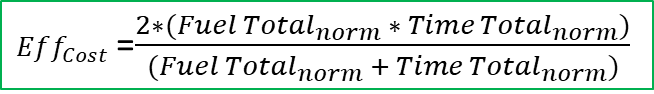 Eff_Cost = 2*(Fuel Total_norm * Time Total_norm) / (Fuel Total_norm + Time Total_norm)